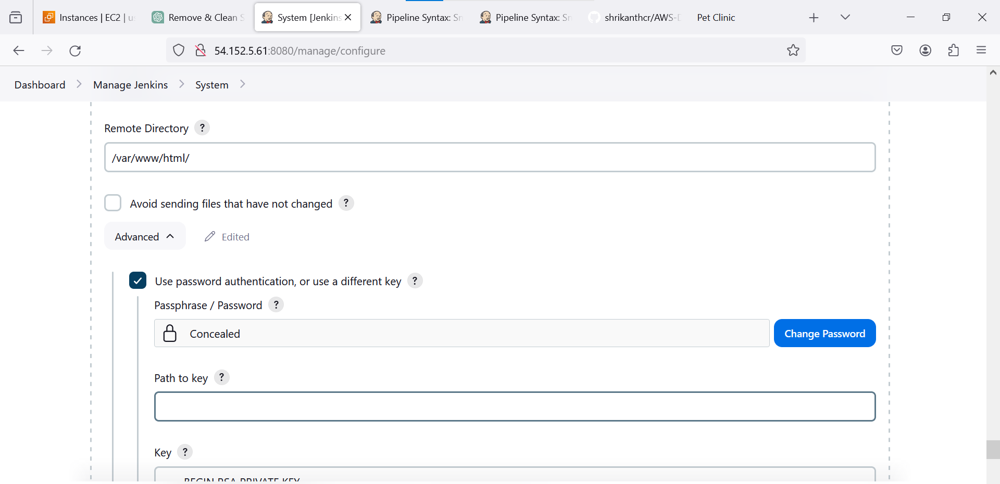 Instances | EC2 | us
Remove & Clean S
System [Jenkins
Pipeline Syntax: Sn
Pipeline Syntax: Sn
shrikanthcr/AWS-D
Pet Clinic
54.152.5.61:8080/manage/configure
Dashboard
Manage Jenkins
System
Remote Directory ?
/var/www/html/
Avoid sending files that have not changed ?
Advanced
Edited
Use password authentication, or use a different key ?
Passphrase / Password ?
Concealed
Change Password
Path to key ?
Key ?
BEGIN RSA PRIVATE KEY